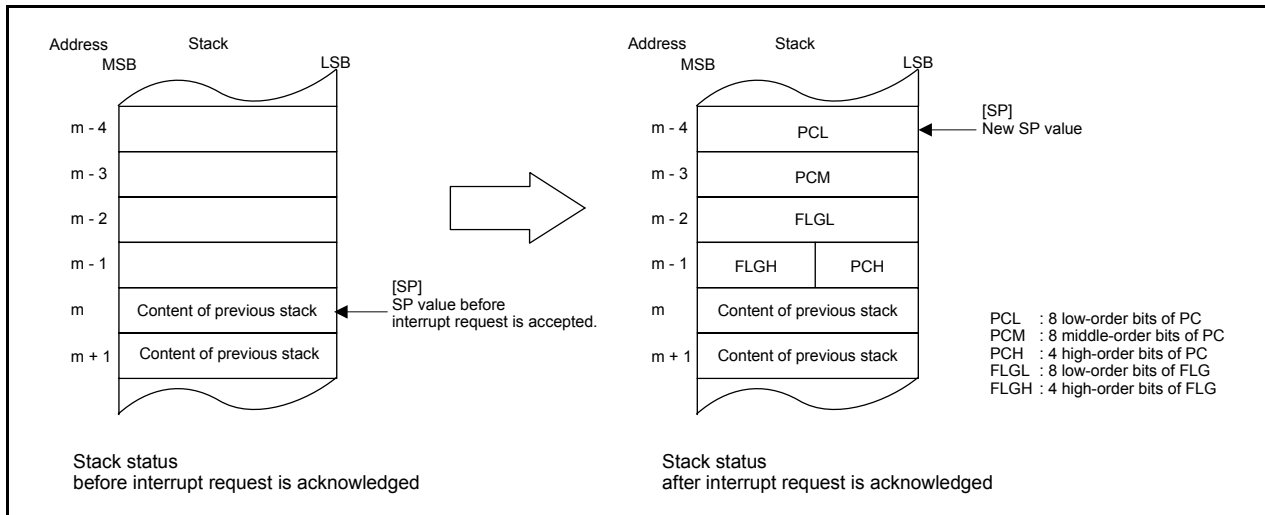 Address
Stack
MSB
LSB
m - 4
m - 3
m - 2
m - 1
m
Content of previous stack
m + 1
Content of previous stack
[SP]
SP value before
interrupt request is accepted.
Stack status
before interrupt request is acknowledged
Address
Stack
MSB
LSB
m - 4
PCL
m - 3
PCM
m - 2
FLGL
m - 1
FLGH
PCH
m
Content of previous stack
m + 1
Content of previous stack
[SP]
New SP value
PCL : 8 low-order bits of PC
PCM : 8 middle-order bits of PC
PCH : 4 high-order bits of PC
FLGL : 8 low-order bits of FLG
FLGH : 4 high-order bits of FLG
Stack status
after interrupt request is acknowledged